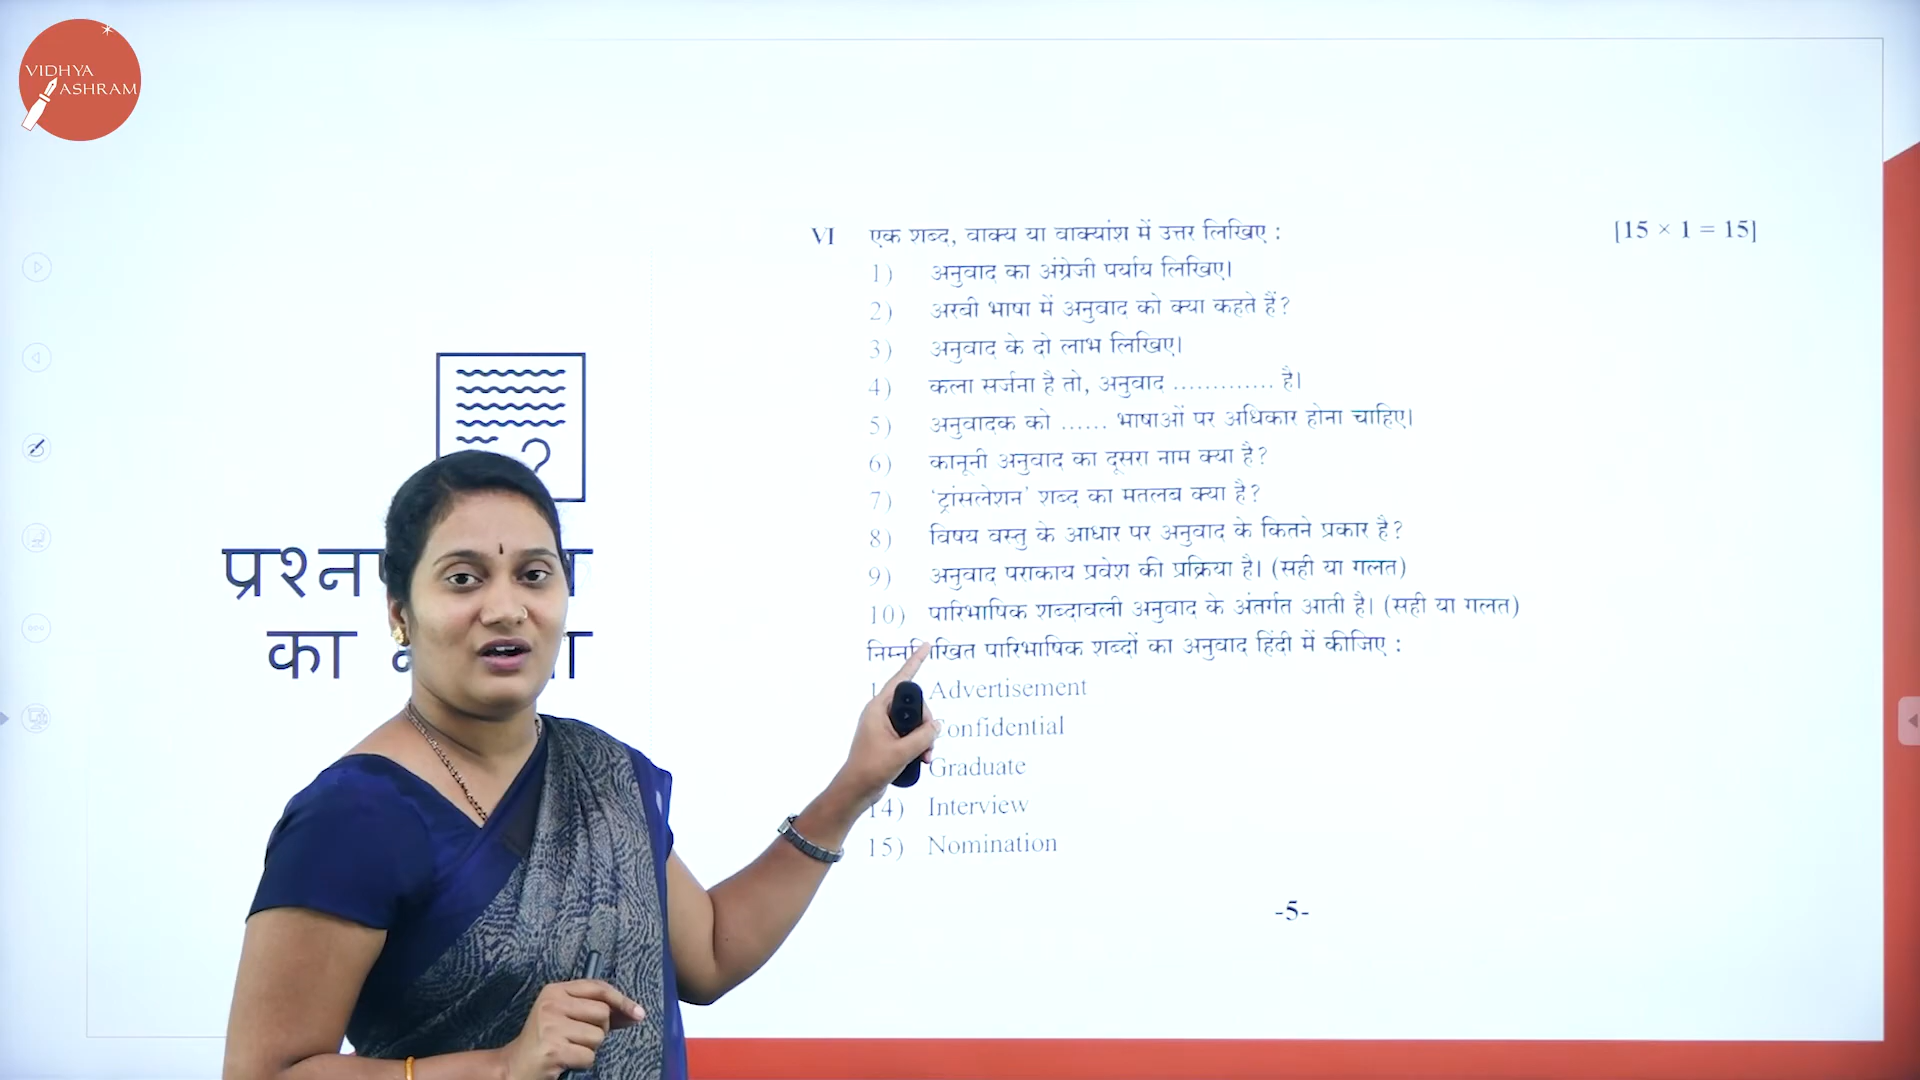 VIDHYA
ASHRAM
VI एक शब्द, वाक्य या वाक्यांश में उत्तर लिखिए : [15 × 1 = 15]
1) अनुवाद का अंग्रेजी पर्याय लिखिए।
2) अरबी भाषा में अनुवाद को क्या कहते हैं?
3) अनुवाद के दो लाभ लिखिए।
4) कला सर्जना है तो, अनुवाद ............. है।
5) अनुवादक को ...... भाषाओं पर अधिकार होना चाहिए।
6) कानूनी अनुवाद का दूसरा नाम क्या है?
7) 'ट्रांसलेशन' शब्द का मतलब क्या है?
8) विषय वस्तु के आधार पर अनुवाद के कितने प्रकार है?
9) अनुवाद पराकाय प्रवेश की प्रक्रिया है। (सही या गलत)
10) पारिभाषिक शब्दावली अनुवाद के अंतर्गत आती है। (सही या गलत)
निम्नलिखित पारिभाषिक शब्दों का अनुवाद हिंदी में कीजिए :
Advertisement
Confidential
Graduate
14) Interview
15) Nomination
-5-
?
का